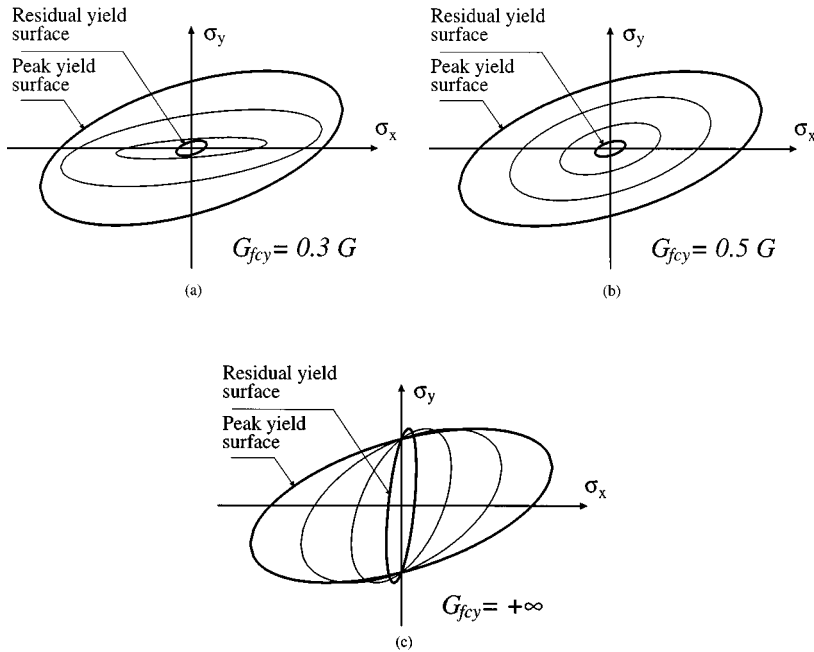 Residual yield
surface
σy
Peak yield
surface
σx
Gfcy = 0.3 G
(a)
Residual yield
surface
σy
Peak yield
surface
σx
Gfcy = 0.5 G
(b)
Residual yield
surface
σy
Peak yield
surface
σx
Gfcy = +∞
(c)